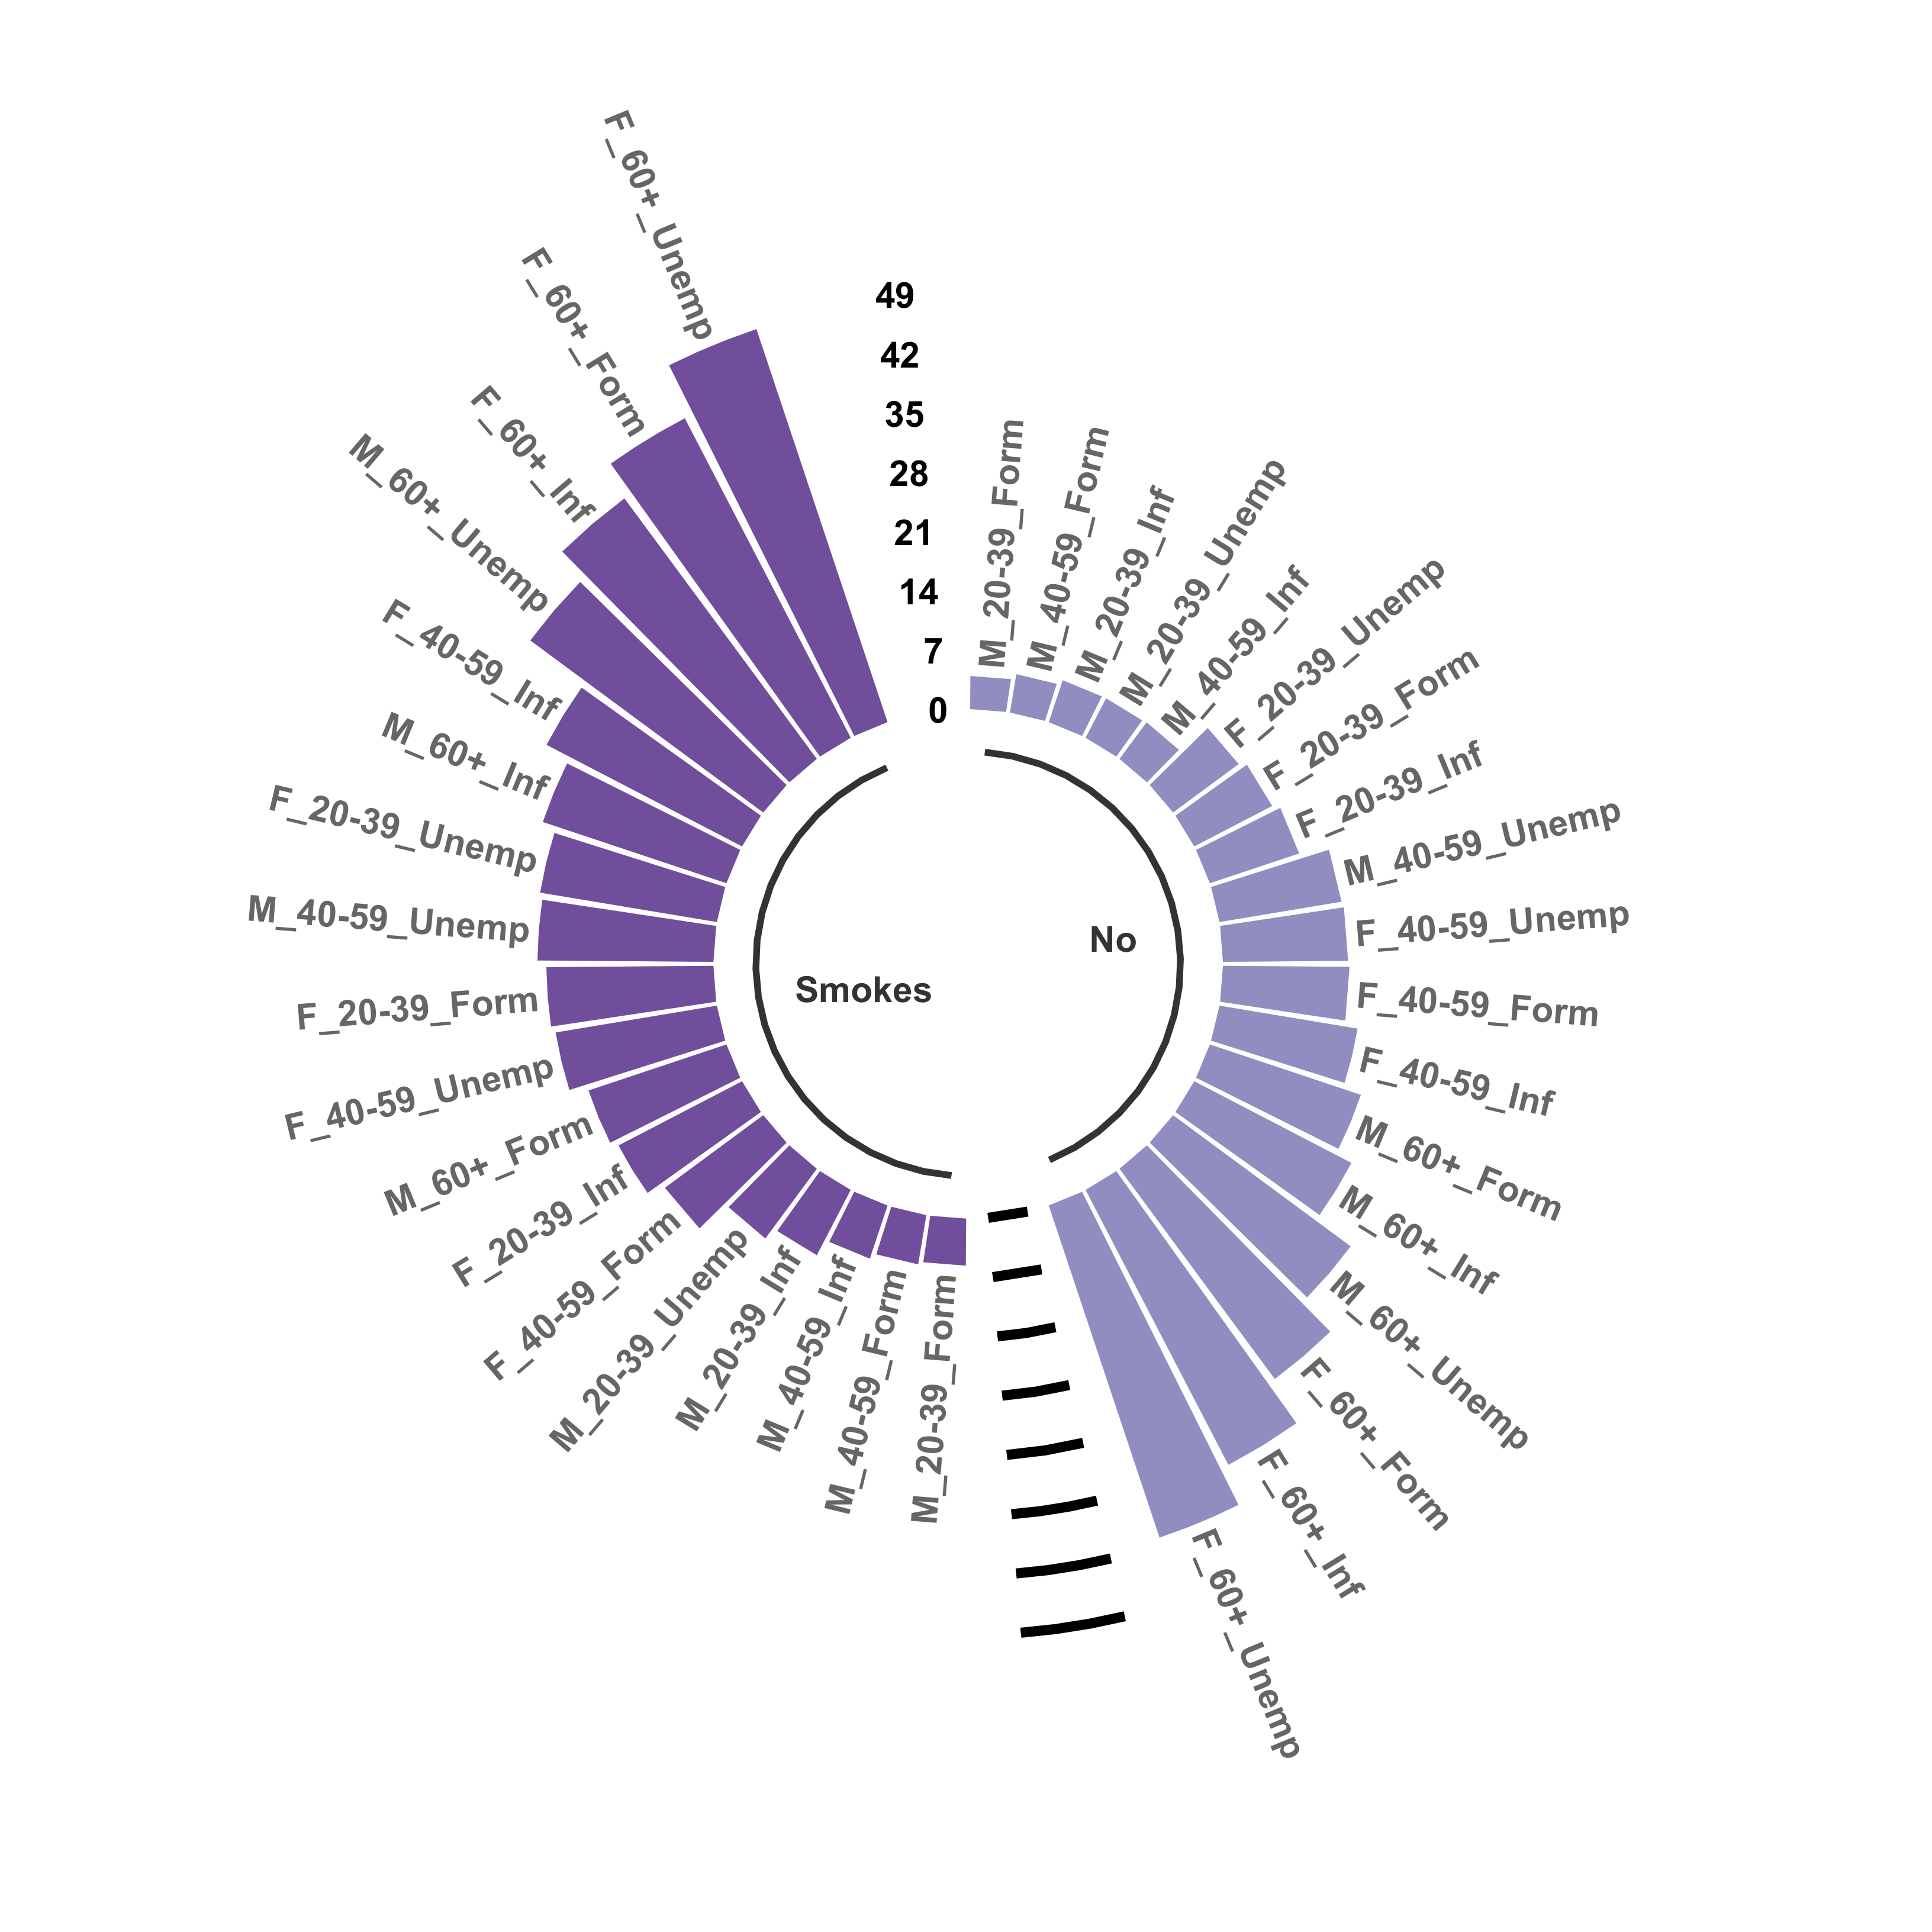 49
42
35
28
21
14
7
0
M_20-39_Form
M_40-59_Form
M_20-39_Inf
M_20-39_Unemp
M_40-59_Inf
F_20-39_Unemp
F_20-39_Form
F_20-39_Inf
M_40-59_Unemp
F_40-59_Unemp
F_40-59_Form
F_40-59_Inf
M_60+_Form
M_60+_Inf
M_60+_Unemp
F_60+_Form
F_60+_Inf
F_60+_Unemp
M_20-39_Form
M_40-59_Form
M_40-59_Inf
M_20-39_Inf
M_20-39_Unemp
F_40-59_Form
F_20-39_Inf
M_60+_Form
F_40-59_Unemp
F_20-39_Form
M_40-59_Unemp
F_20-39_Unemp
M_60+_Inf
F_40-59_Inf
M_60+_Unemp
F_60+_Inf
F_60+_Form
F_60+_Unemp
No
Smokes